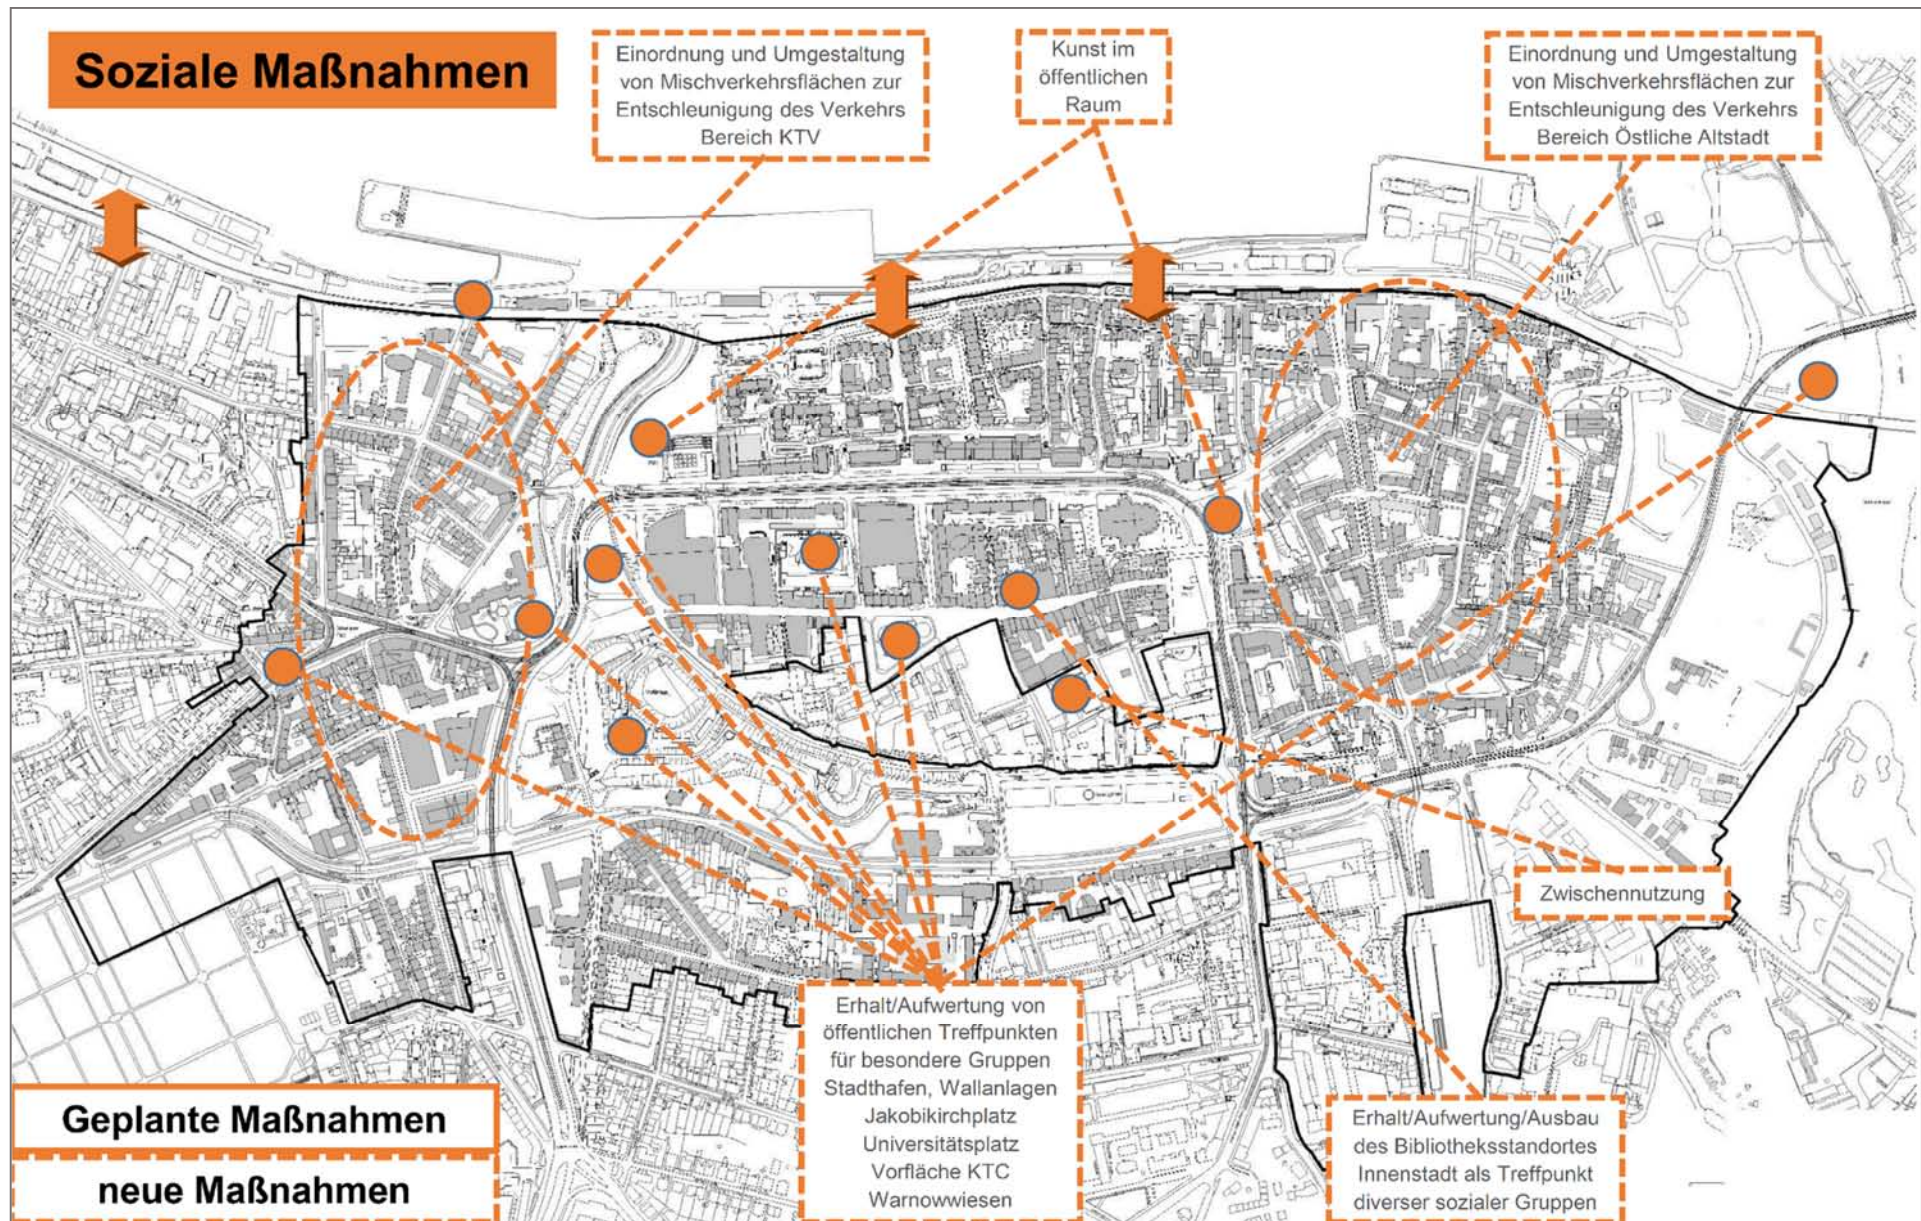 Soziale Maßnahmen
Einordnung und Umgestaltung
von Mischverkehrsflächen zur
Entschleunigung des Verkehrs
Bereich KTV
Kunst im
öffentlichen
Raum
Einordnung und Umgestaltung
von Mischverkehrsflächen zur
Entschleunigung des Verkehrs
Bereich Östliche Altstadt
Zwischennutzung
Erhalt/Aufwertung von
öffentlichen Treffpunkten
für besondere Gruppen
Stadthafen, Wallanlagen
Jakobikirchplatz
Universitätsplatz
Vorfläche KTC
Warnowwiesen
Erhalt/Aufwertung/Ausbau
des Bibliotheksstandortes
Innenstadt als Treffpunkt
diverser sozialer Gruppen
Geplante Maßnahmen
neue Maßnahmen